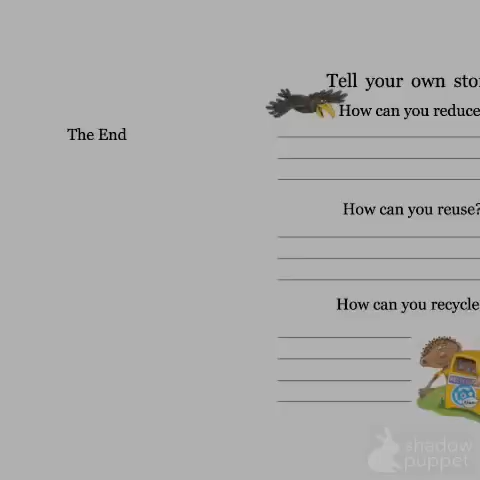 The End
Tell your own sto
How can you reduce
How can you reuse?
How can you recycle
shadow
puppet